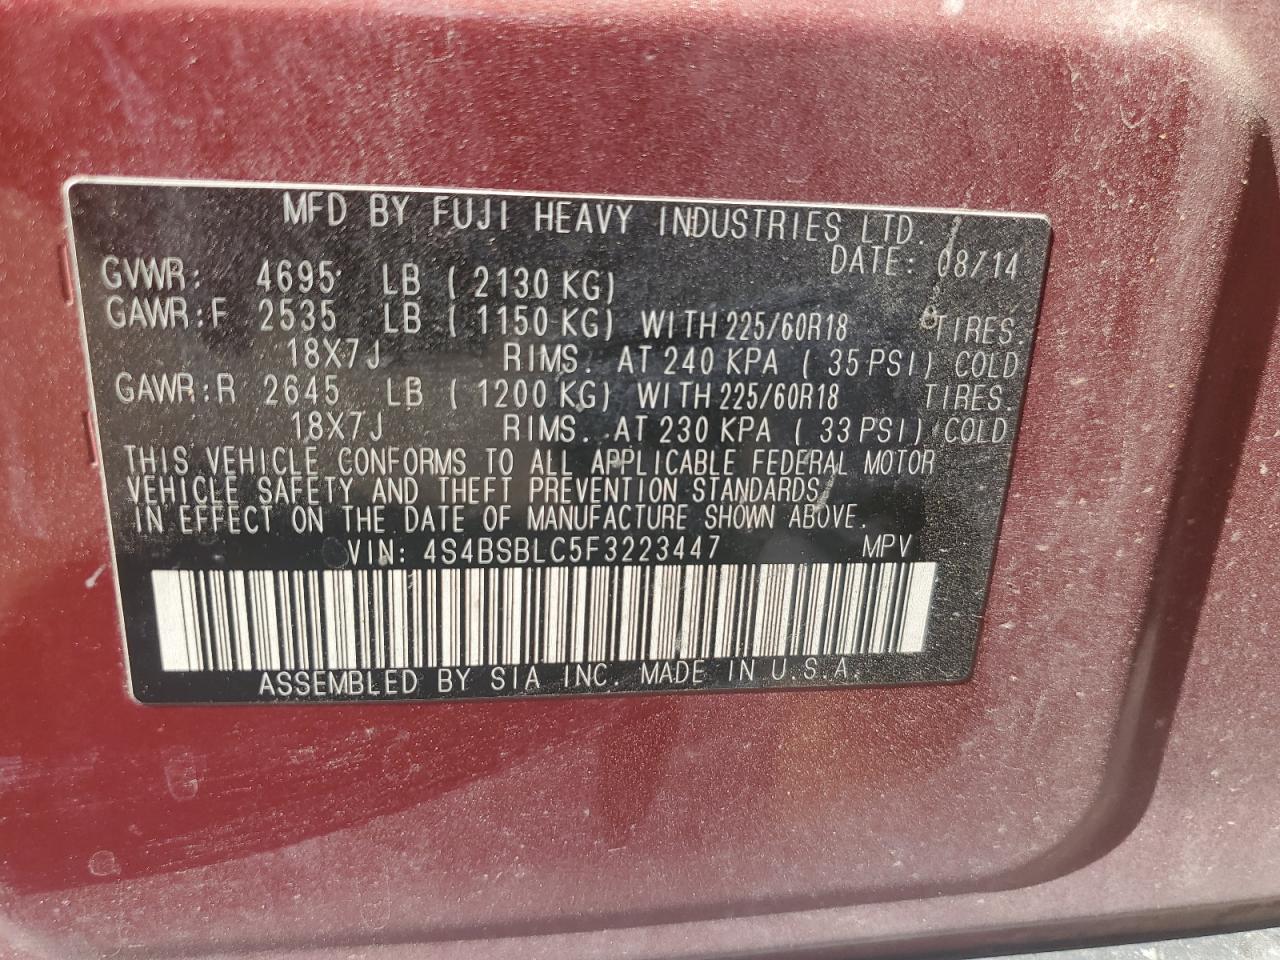 MFD BY FUJI HEAVY INDUSTRIES LTD.
DATE: 08/14
GVWR: 4695 LB ( 2130 KG)
GAWR:F 2535 LB ( 1150 KG) WITH 225/60R18 TIRES.
18X7J RIMS. AT 240 KPA ( 35 PSI) COLD
GAWR:R 2645 LB ( 1200 KG) WITH 225/60R18 TIRES.
18X7J RIMS. AT 230 KPA ( 33 PSI) COLD
THIS VEHICLE CONFORMS TO ALL APPLICABLE FEDERAL MOTOR
VEHICLE SAFETY AND THEFT PREVENTION STANDARDS
IN EFFECT ON THE DATE OF MANUFACTURE SHOWN ABOVE.
VIN: 4S4BSBLC5F3223447 MPV
ASSEMBLED BY SIA INC. MADE IN U.S.A.